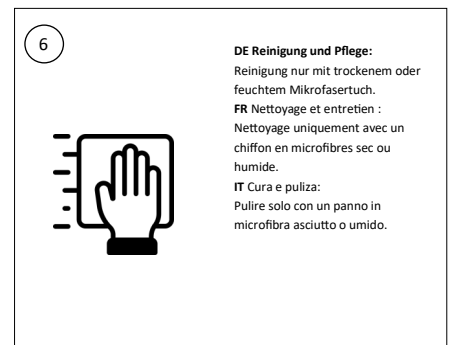 6
DE Reinigung und Pflege:
Reinigung nur mit trockenem oder
feuchtem Mikrofasertuch.
FR Nettoyage et entretien :
Nettoyage uniquement avec un
chiffon en microfibres sec ou
humide.
IT Cura e puliza:
Pulire solo con un panno in
microfibra asciutto o umido.